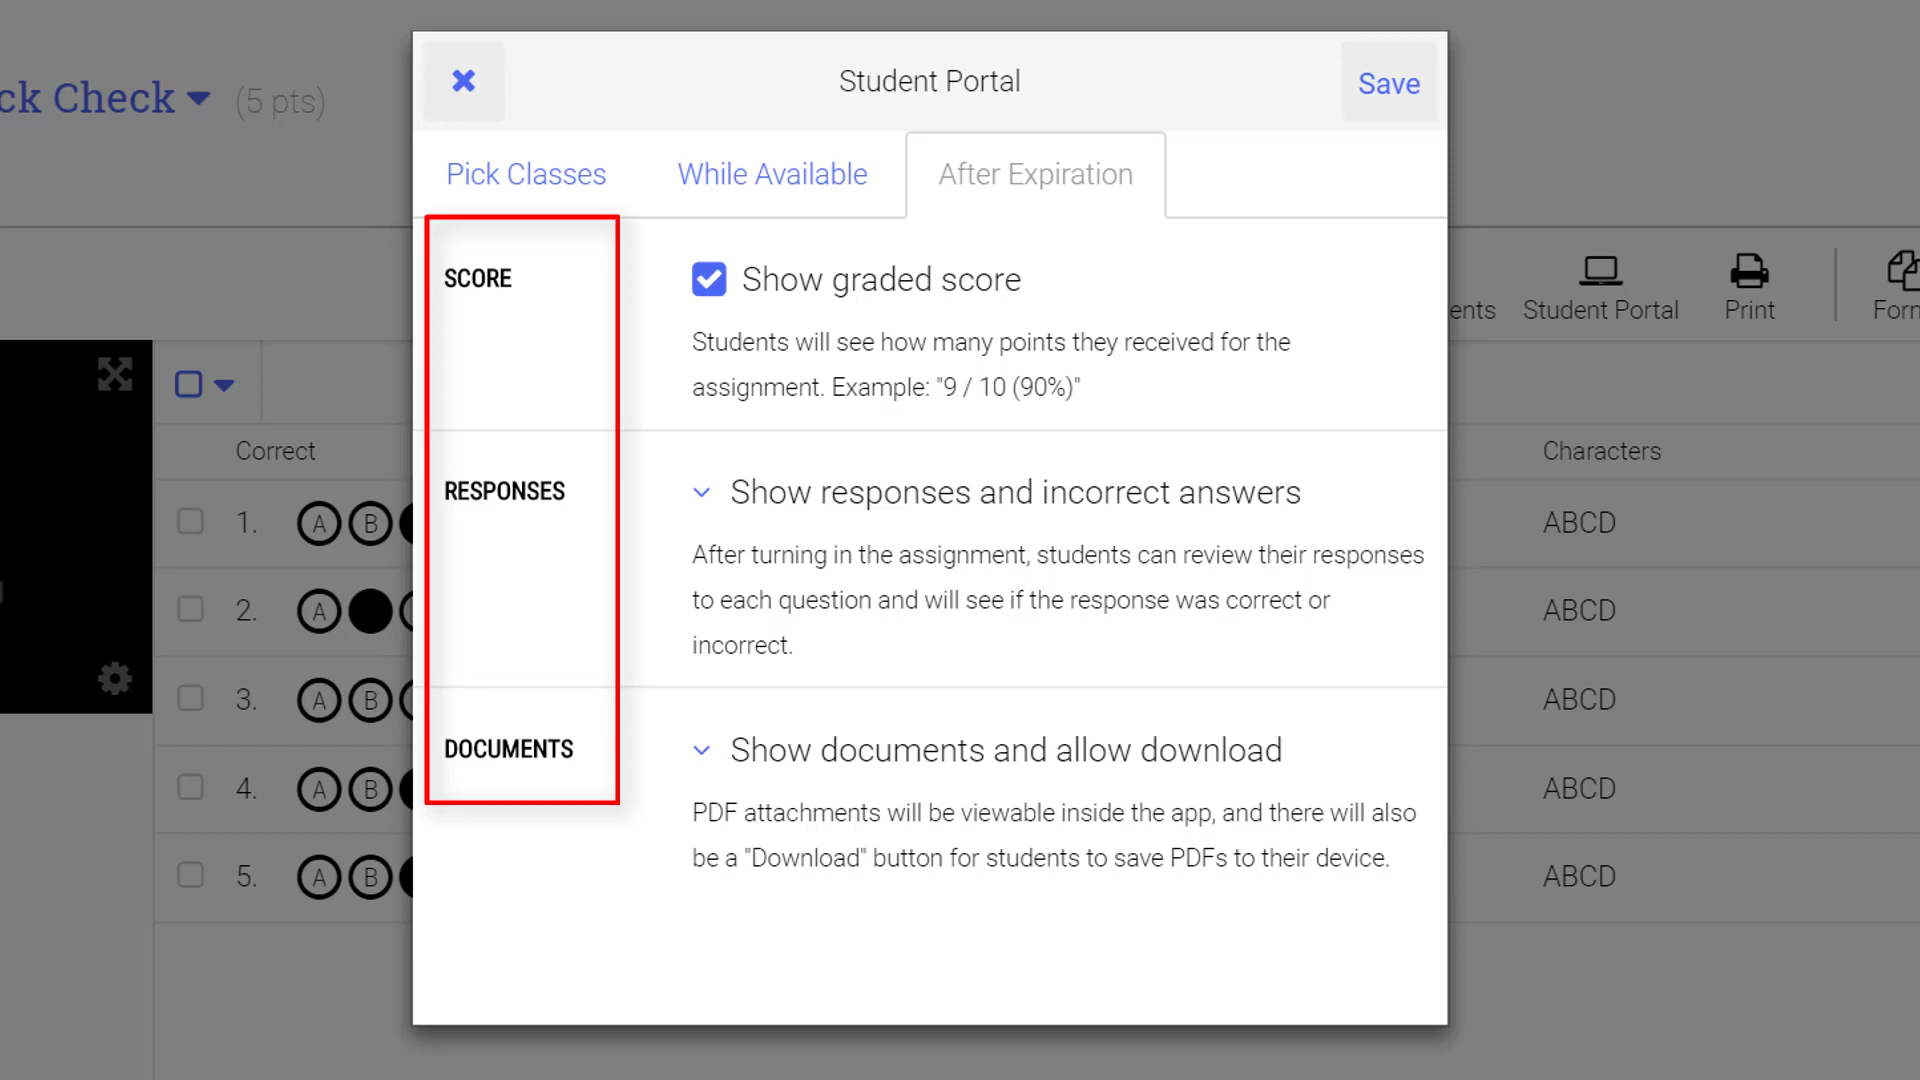 ck Check (5 pts)
Student Portal
Save
Pick Classes
While Available
After Expiration
SCORE
Show graded score
Students will see how many points they received for the
assignment. Example: "9 / 10 (90%)"
RESPONSES
Show responses and incorrect answers
After turning in the assignment, students can review their responses
to each question and will see if the response was correct or
incorrect.
DOCUMENTS
Show documents and allow download
PDF attachments will be viewable inside the app, and there will also
be a "Download" button for students to save PDFs to their device.
ents
Student Portal
Print
Forn
Correct
Characters
1. A B ABCD
2. A ABCD
3. A B ABCD
4. A B ABCD
5. A B ABCD